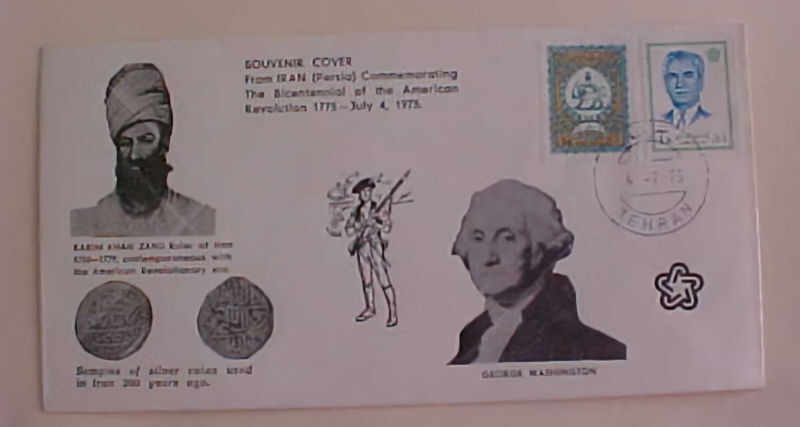 SOUVENIR COVER
From IRAN (Persia) Commemorating
The Bicentennial of the American
Revolution 1775 - July 4, 1975.
KARIM KHAN ZAND Ruler of Iran
1750-1779, contemporaneous with
the American Revolutionary era.
Samples of silver coins used
in Iran 200 years ago.
GEORGE WASHINGTON
TEHRAN